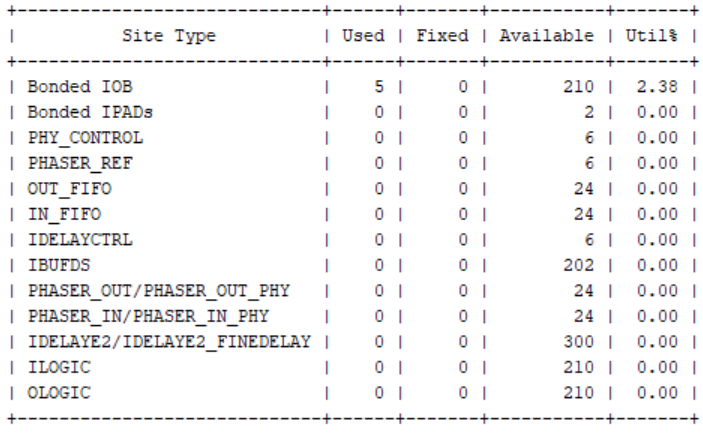 +-----------------------------+------+-------+-----------+-------+
|          Site Type          | Used | Fixed | Available | Util% |
+-----------------------------+------+-------+-----------+-------+
| Bonded IOB                  |    5 |     0 |       210 |  2.38 |
| Bonded IPADs                |    0 |     0 |         2 |  0.00 |
| PHY_CONTROL                 |    0 |     0 |         6 |  0.00 |
| PHASER_REF                  |    0 |     0 |         6 |  0.00 |
| OUT_FIFO                    |    0 |     0 |        24 |  0.00 |
| IN_FIFO                     |    0 |     0 |        24 |  0.00 |
| IDELAYCTRL                  |    0 |     0 |         6 |  0.00 |
| IBUFDS                      |    0 |     0 |       202 |  0.00 |
| PHASER_OUT/PHASER_OUT_PHY   |    0 |     0 |        24 |  0.00 |
| PHASER_IN/PHASER_IN_PHY     |    0 |     0 |        24 |  0.00 |
| IDELAYE2/IDELAYE2_FINEDELAY |    0 |     0 |       300 |  0.00 |
| ILOGIC                      |    0 |     0 |       210 |  0.00 |
| OLOGIC                      |    0 |     0 |       210 |  0.00 |
+-----------------------------+------+-------+-----------+-------+